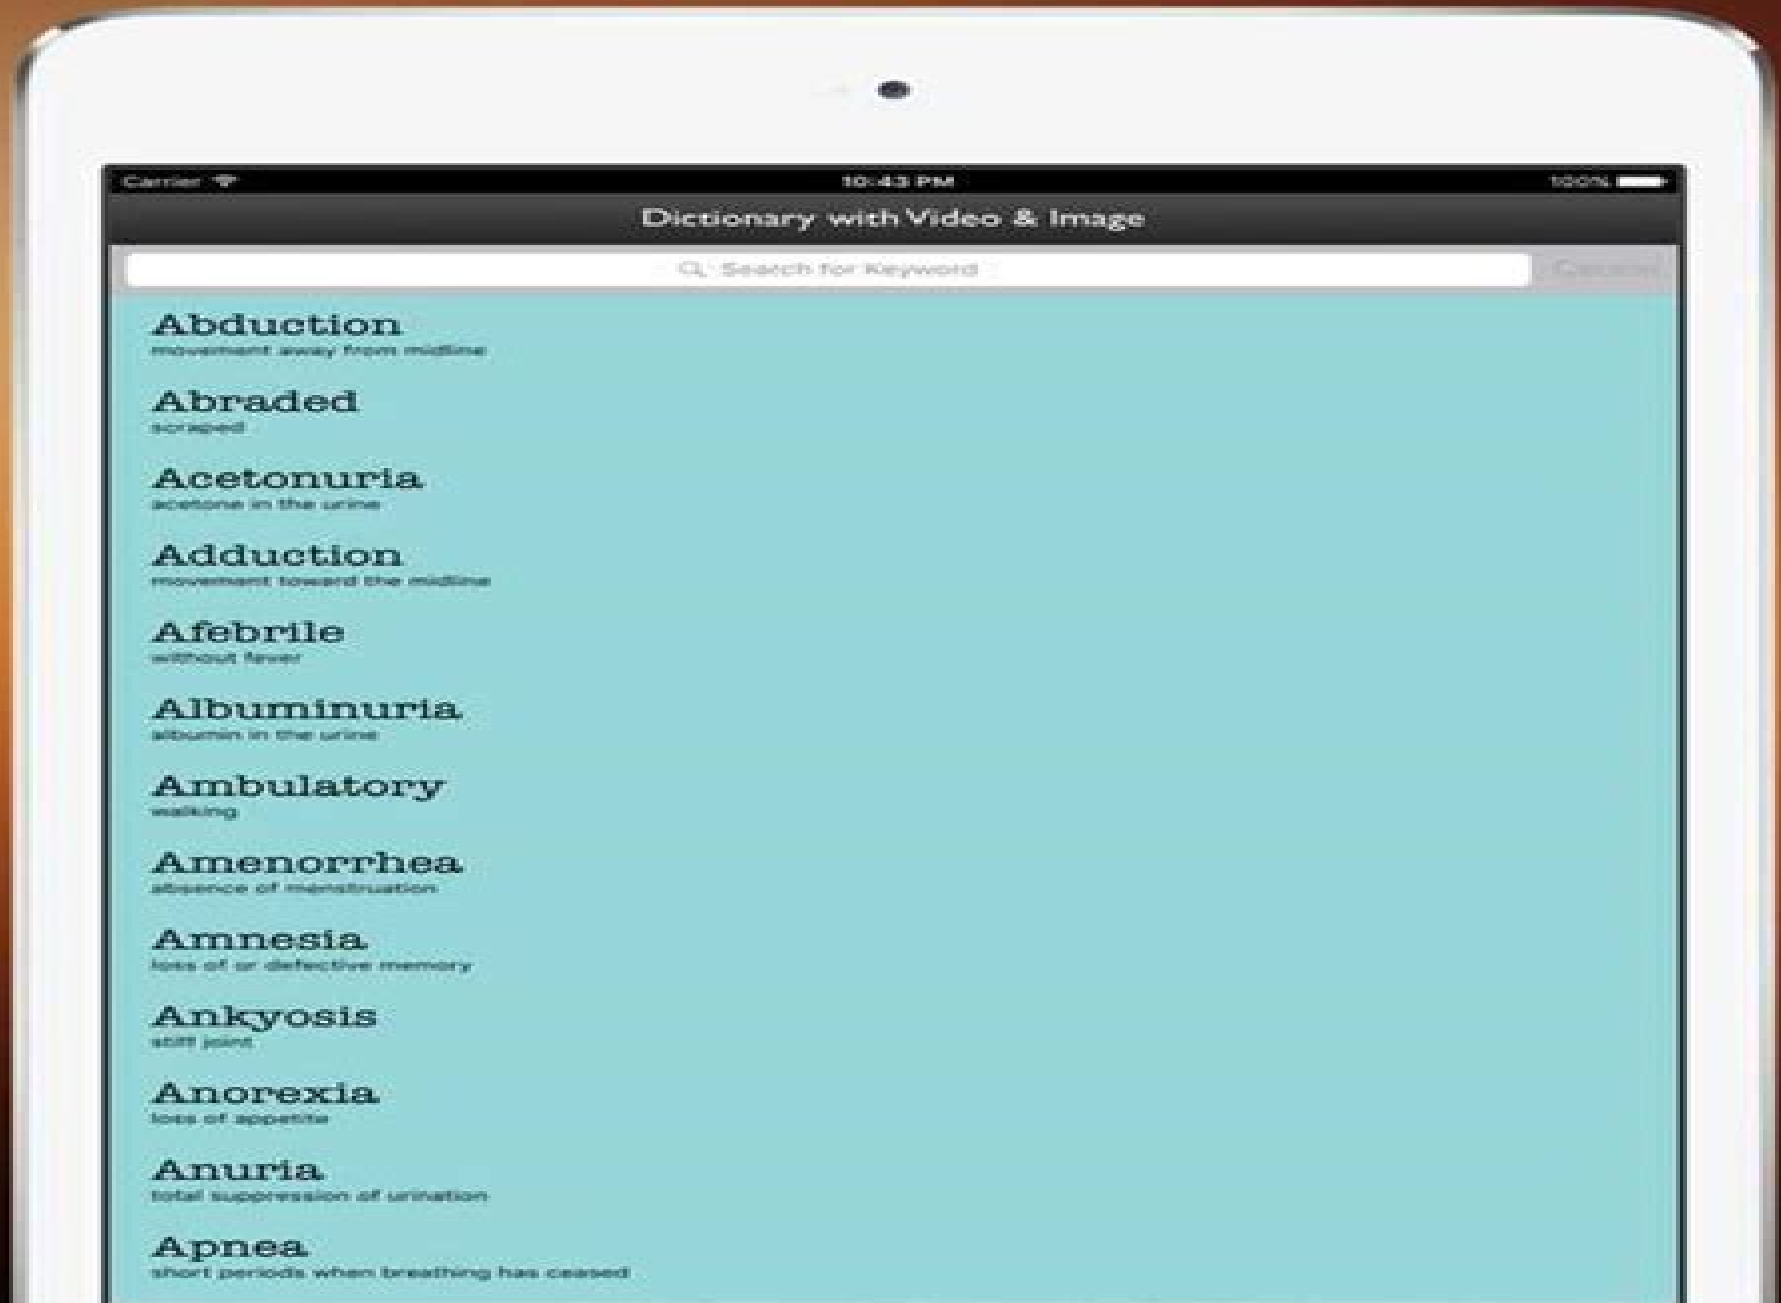 Carrier
10:43 PM
100%
Dictionary with Video & Image
Search for Keyword
Cancel
Abduction
movement away from midline
Abraded
scraped
Acetonuria
acetone in the urine
Adduction
movement toward the midline
Afebrile
without fever
Albuminuria
albumin in the urine
Ambulatory
walking
Amenorrhea
absence of menstruation
Amnesia
loss of or defective memory
Ankyosis
stiff joint
Anorexia
loss of appetite
Anuria
total suppression of urination
Apnea
short periods when breathing has ceased